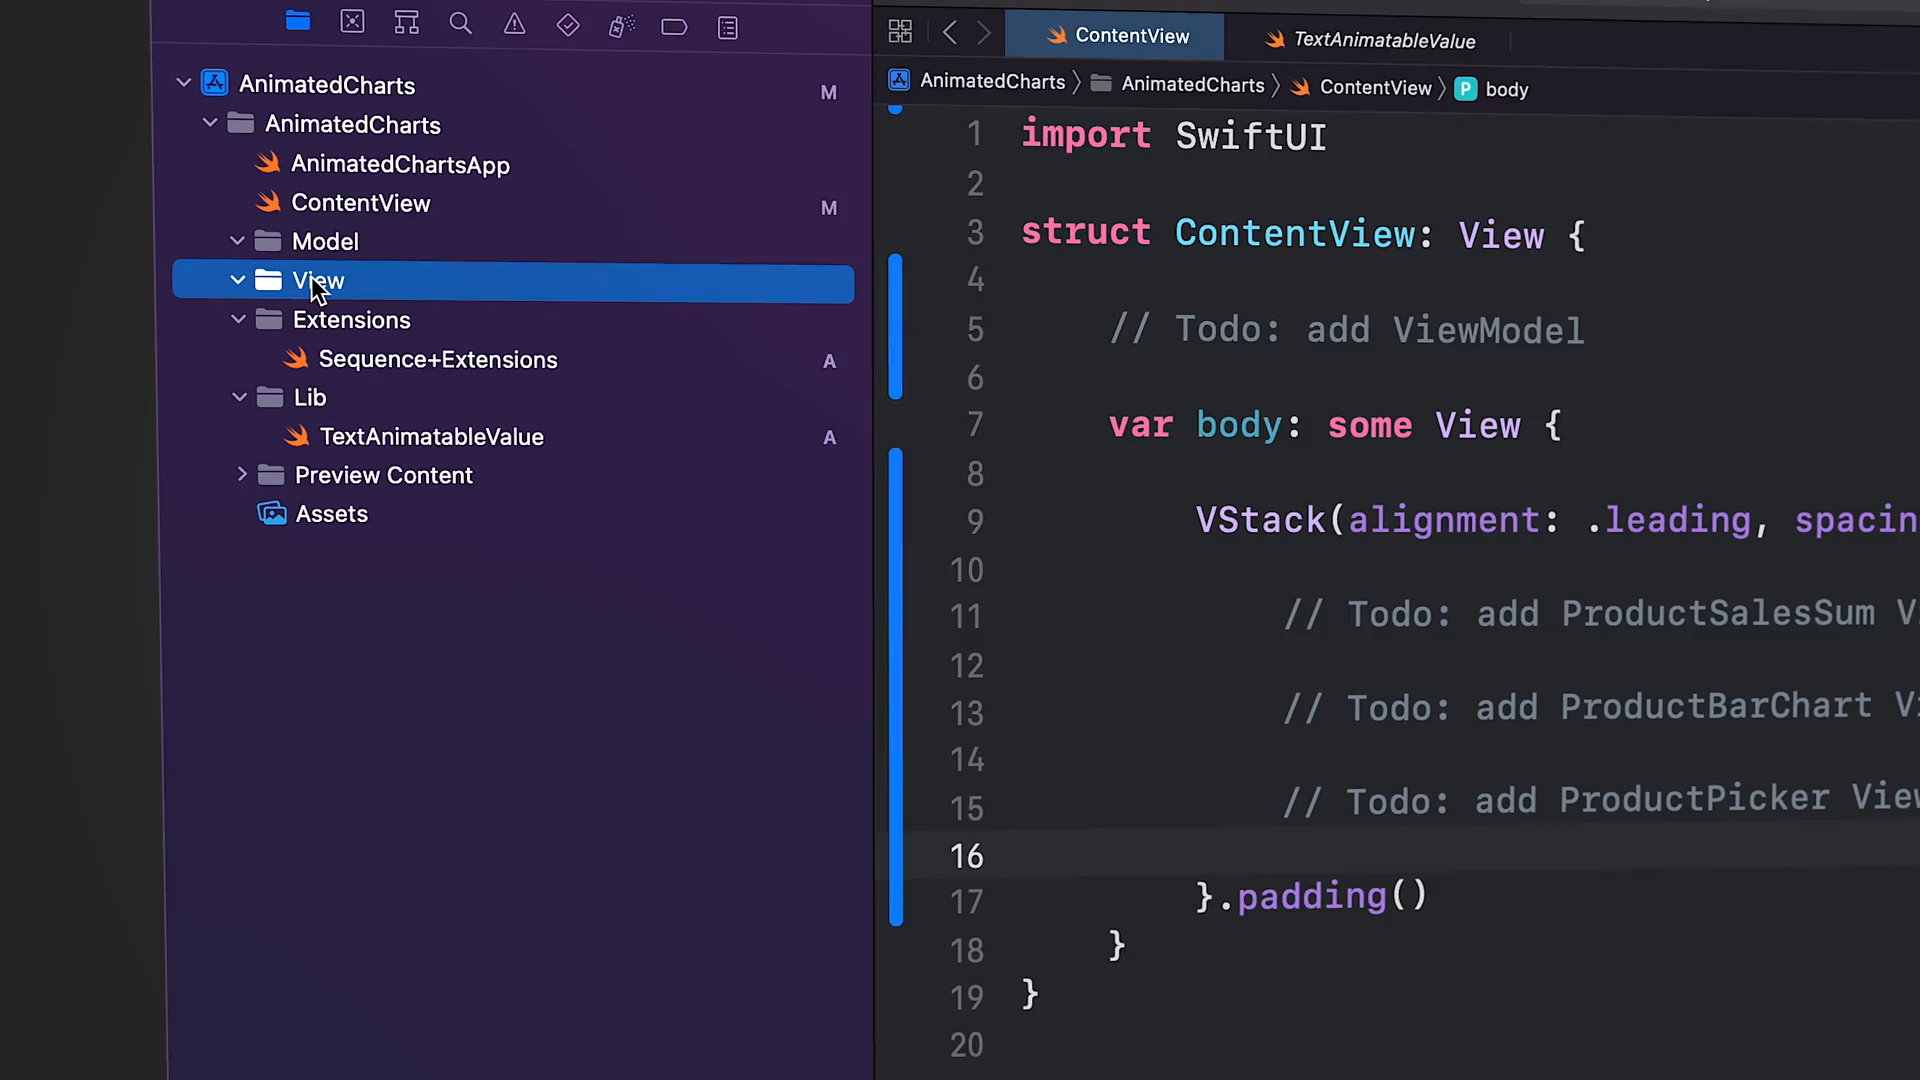 AnimatedCharts M
AnimatedCharts
AnimatedChartsApp
ContentView M
Model
View
Extensions
Sequence+Extensions A
Lib
TextAnimatableValue A
Preview Content
Assets
ContentView TextAnimatableValue
AnimatedCharts 〉 AnimatedCharts 〉 ContentView 〉 P body
1 import SwiftUI
2
3 struct ContentView: View {
4
5 // Todo: add ViewModel
6
7 var body: some View {
8
9 VStack(alignment: .leading, spacin
10
11 // Todo: add ProductSalesSum V
12
13 // Todo: add ProductBarChart Vi
14
15 // Todo: add ProductPicker View
16
17 }.padding()
18 }
19 }
20